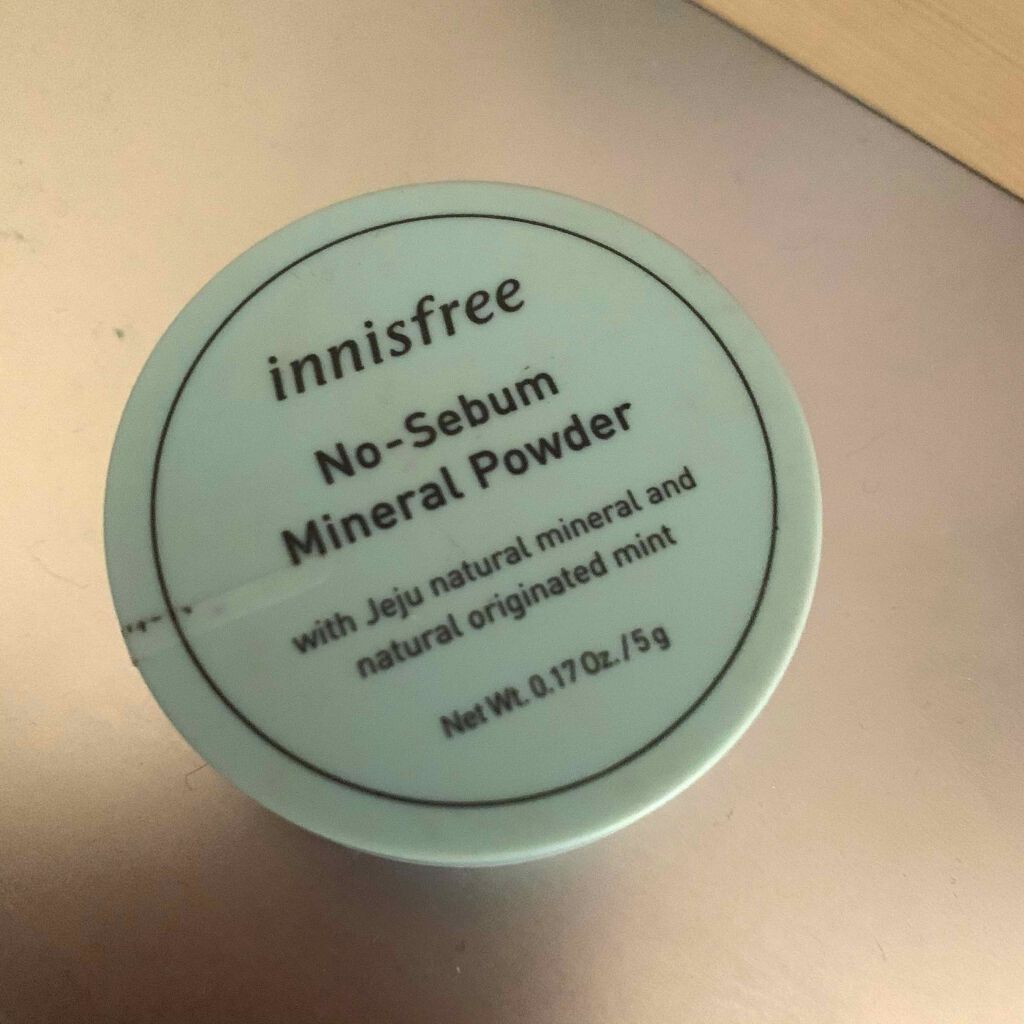 innisfree
No-Sebum
Mineral Powder
with Jeju natural mineral and
natural originated mint
Net Wt. 0.17 Oz./5g